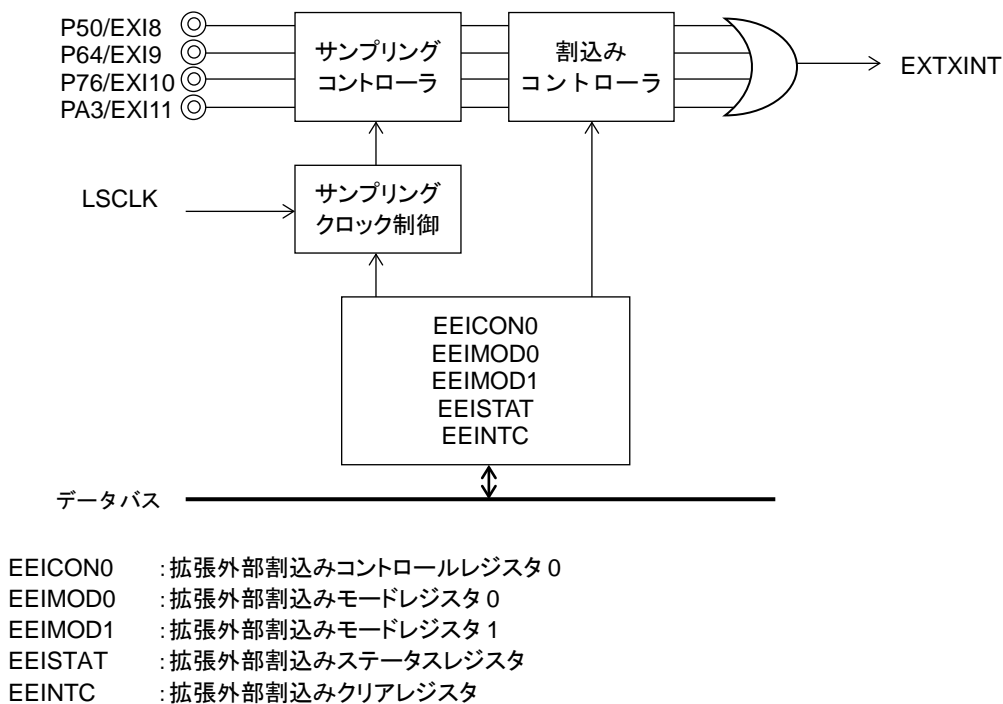 P50/EXI8
P64/EXI9
P76/EXI10
PA3/EXI11
サンプリング
コントローラ
割込み
コントローラ
EXTXINT
LSCLK
サンプリング
クロック制御
EEICON0
EEIMOD0
EEIMOD1
EEISTAT
EEINTC
データバス
EEICON0 :拡張外部割込みコントロールレジスタ 0
EEIMOD0 :拡張外部割込みモードレジスタ 0
EEIMOD1 :拡張外部割込みモードレジスタ 1
EEISTAT :拡張外部割込みステータスレジスタ
EEINTC :拡張外部割込みクリアレジスタ